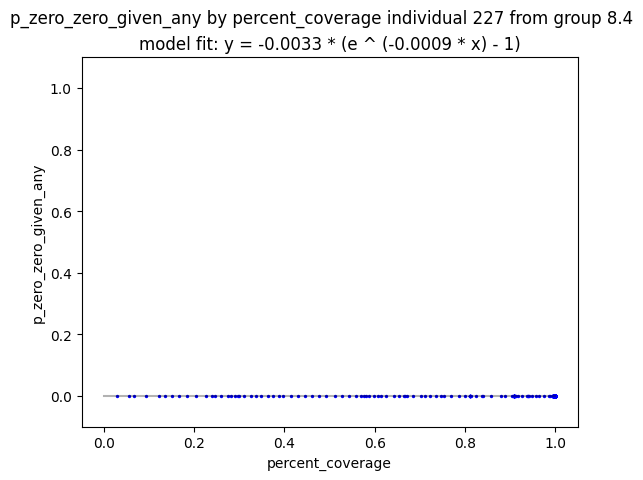 p_zero_zero_given_any by percent_coverage individual 227 from group 8.4
model fit: y = -0.0033 * (e ^ (-0.0009 * x) - 1)
1.0
0.8
0.6
0.4
0.2
0.0
p_zero_zero_given_any
0.0 0.2 0.4 0.6 0.8 1.0
percent_coverage